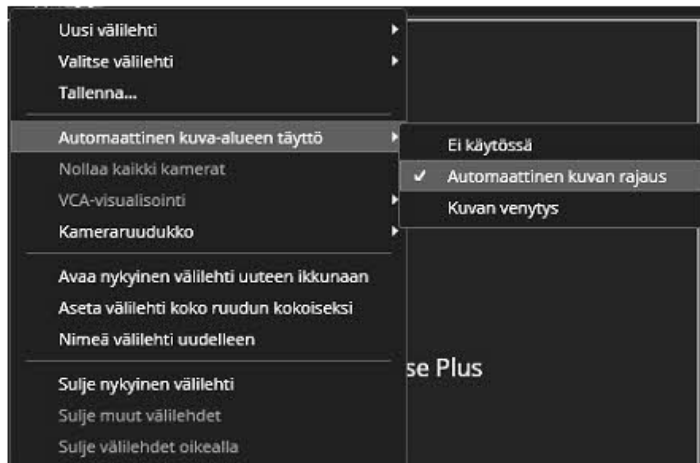 Uusi välilehti
Valitse välilehti
Tallenna...
Automaattinen kuva-alueen täyttö
Nollaa kaikki kamerat
VCA-visualisointi
Kameraruudukko
Avaa nykyinen välilehti uuteen ikkunaan
Aseta välilehti koko ruudun kokoiseksi
Nimeä välilehti uudelleen
Sulje nykyinen välilehti
Sulje muut välilehdet
Sulje välilehdet oikealla
Ei käytössä
✓ Automaattinen kuvan rajaus
Kuvan venytys
se Plus